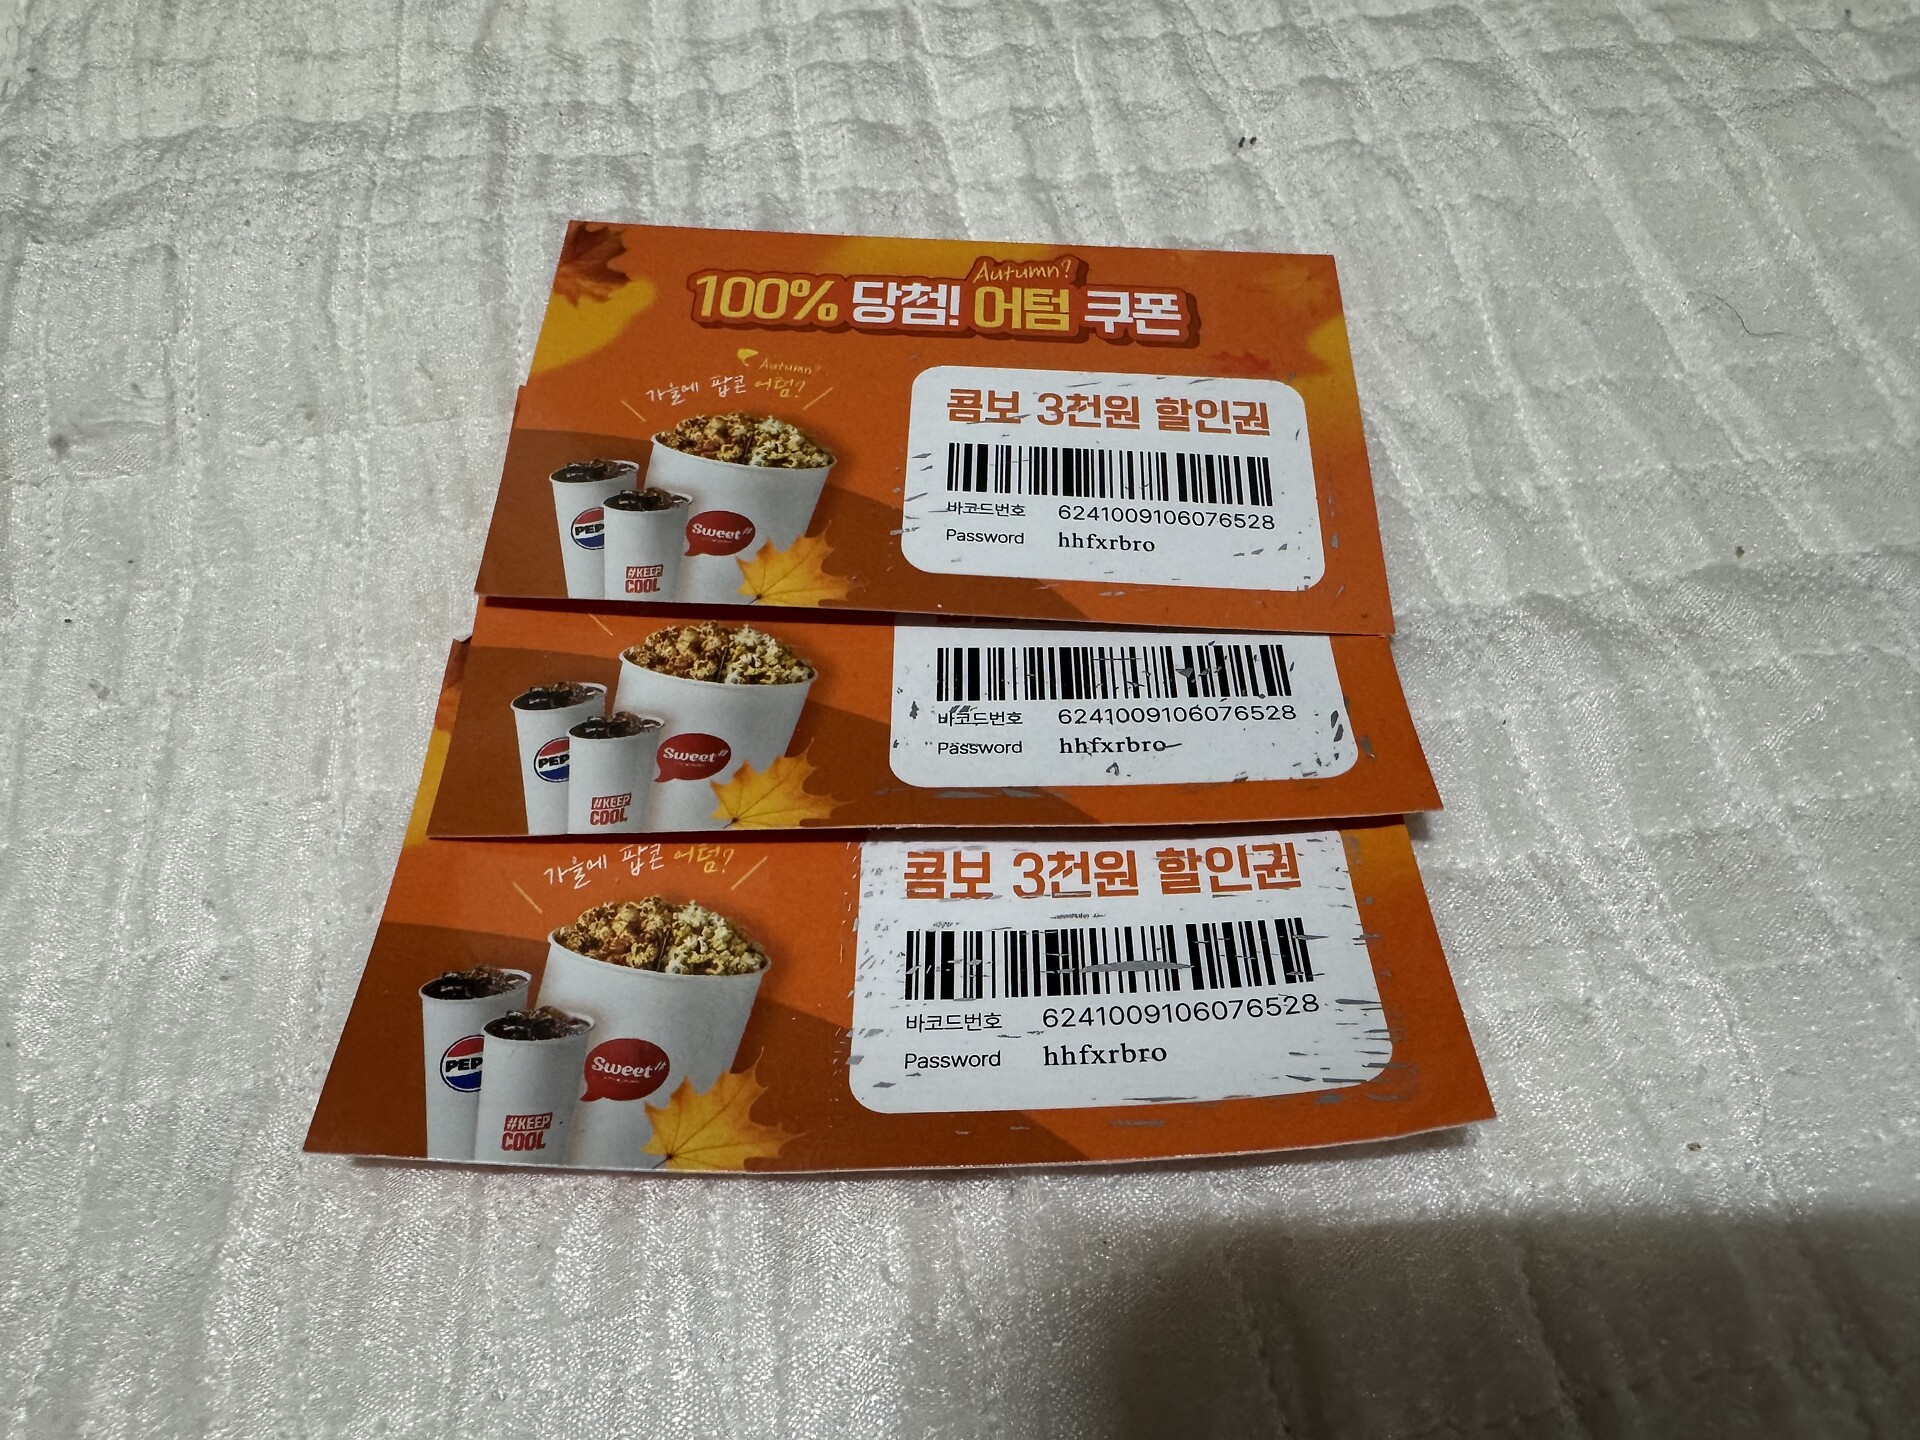 Autumn?
100% 당첨! 어텀 쿠폰
Autumn?
가을에 팝콘 어텀?
콤보 3천원 할인권
바코드번호 6241009106076528
Password hhfxrbro
PEP
Sweet
#KEEP
COOL
바코드번호 6241009106076528
Password hhfxrbro
PEP
Sweet
#KEEP
COOL
가을에 팝콘 어텀?
콤보 3천원 할인권
바코드번호 6241009106076528
Password hhfxrbro
PEP
Sweet
#KEEP
COOL